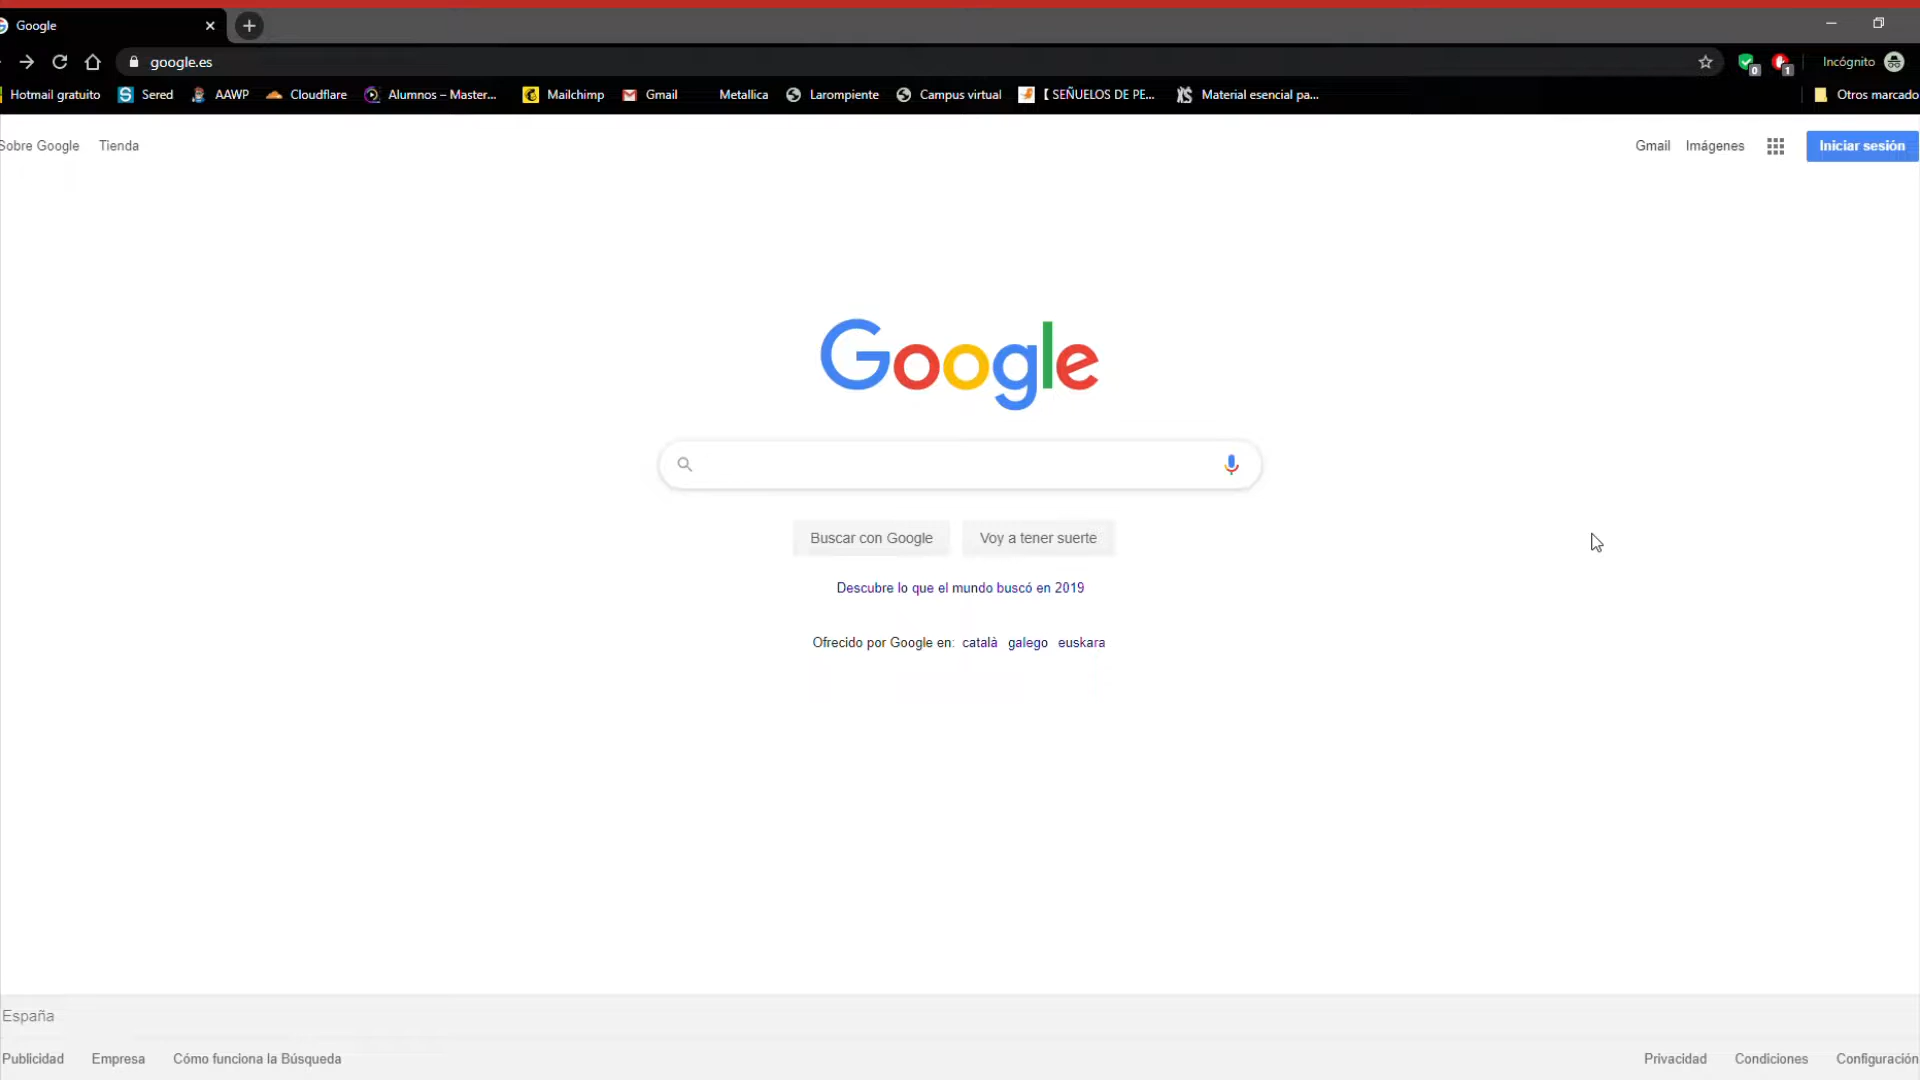 Google
google.es
0
1
Incógnito
Hotmail gratuito
Sered
AAWP
Cloudflare
Alumnos – Master...
Mailchimp
Gmail
Metallica
Larompiente
Campus virtual
【 SEÑUELOS DE PE...
Material esencial pa...
Otros marcado
Sobre Google
Tienda
Gmail
Imágenes
Iniciar sesión
Google
Buscar con Google
Voy a tener suerte
Descubre lo que el mundo buscó en 2019
Ofrecido por Google en: català galego euskara
España
Publicidad
Empresa
Cómo funciona la Búsqueda
Privacidad
Condiciones
Configuración